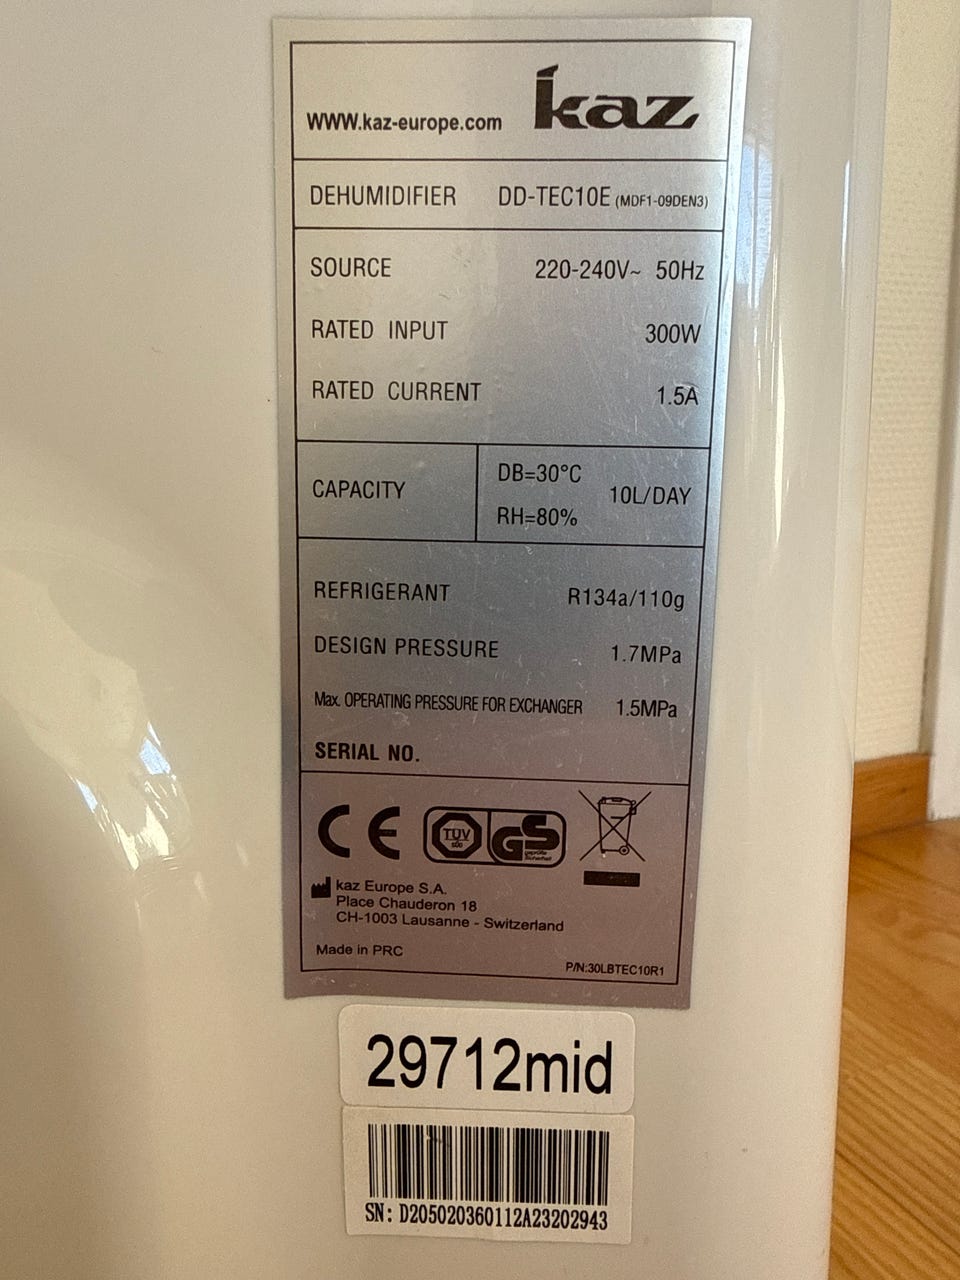 www.kaz-europe.com kaz
DEHUMIDIFIER DD-TEC10E (MDF1-09DEN3)
SOURCE 220-240V~ 50Hz
RATED INPUT 300W
RATED CURRENT 1.5A
CAPACITY DB=30°C RH=80% 10L/DAY
REFRIGERANT R134a/110g
DESIGN PRESSURE 1.7MPa
Max. OPERATING PRESSURE FOR EXCHANGER 1.5MPa
SERIAL NO.
CE TÜV SÜD GS geprüfte Sicherheit
kaz Europe S.A.
Place Chauderon 18
CH-1003 Lausanne - Switzerland
Made in PRC
P/N:30LBTEC10R1
29712mid
SN: D205020360112A23202943